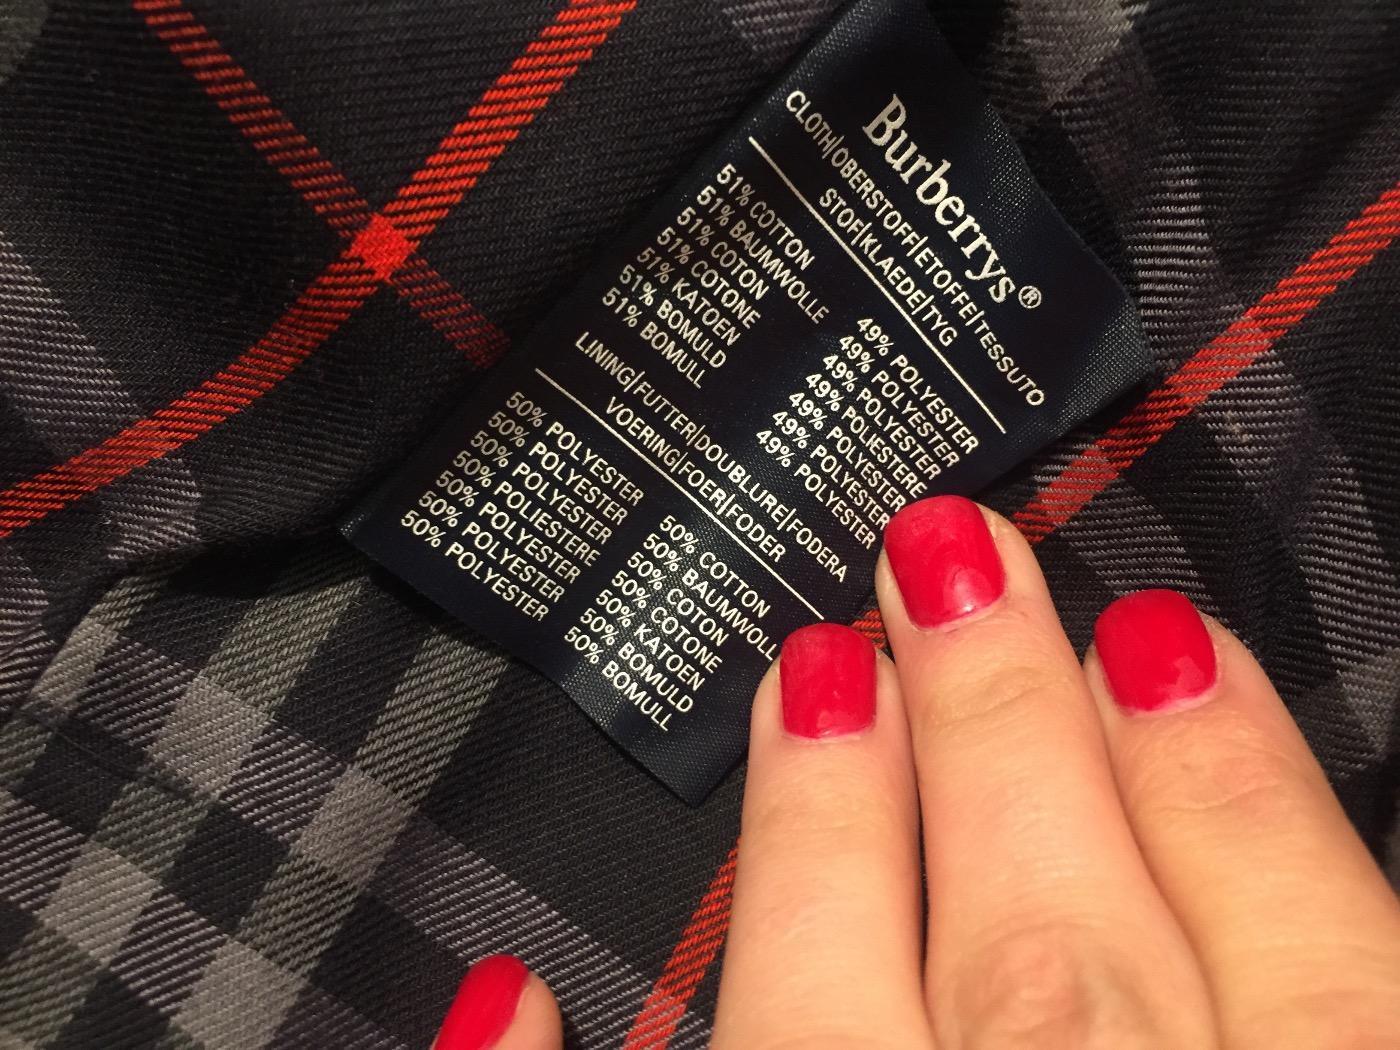 Burberrys®
CLOTH|OBERSTOFF|ETOFFE|TESSUTO
STOF|KLAEDE|TYG
51% COTTON 49% POLYESTER
51% BAUMWOLLE 49% POLYESTER
51% COTON 49% POLYESTER
51% COTONE 49% POLIESTERE
51% KATOEN 49% POLYESTER
51% BOMULD 49% POLYESTER
51% BOMULL 49% POLYESTER
LINING|FUTTER|DOUBLURE|FODERA
VOERING|FOER|FODER
50% POLYESTER 50% COTTON
50% POLYESTER 50% BAUMWOLL
50% POLYESTER 50% COTON
50% POLIESTERE 50% COTONE
50% POLYESTER 50% KATOEN
50% POLYESTER 50% BOMULD
50% POLYESTER 50% BOMULL